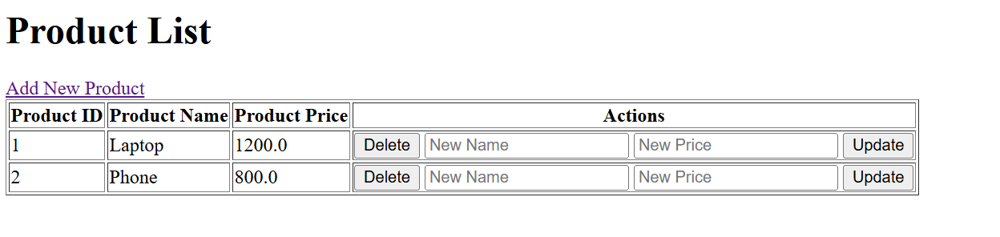 Product List
Add New Product
Product ID Product Name Product Price Actions
1 Laptop 1200.0 Delete New Name New Price Update
2 Phone 800.0 Delete New Name New Price Update